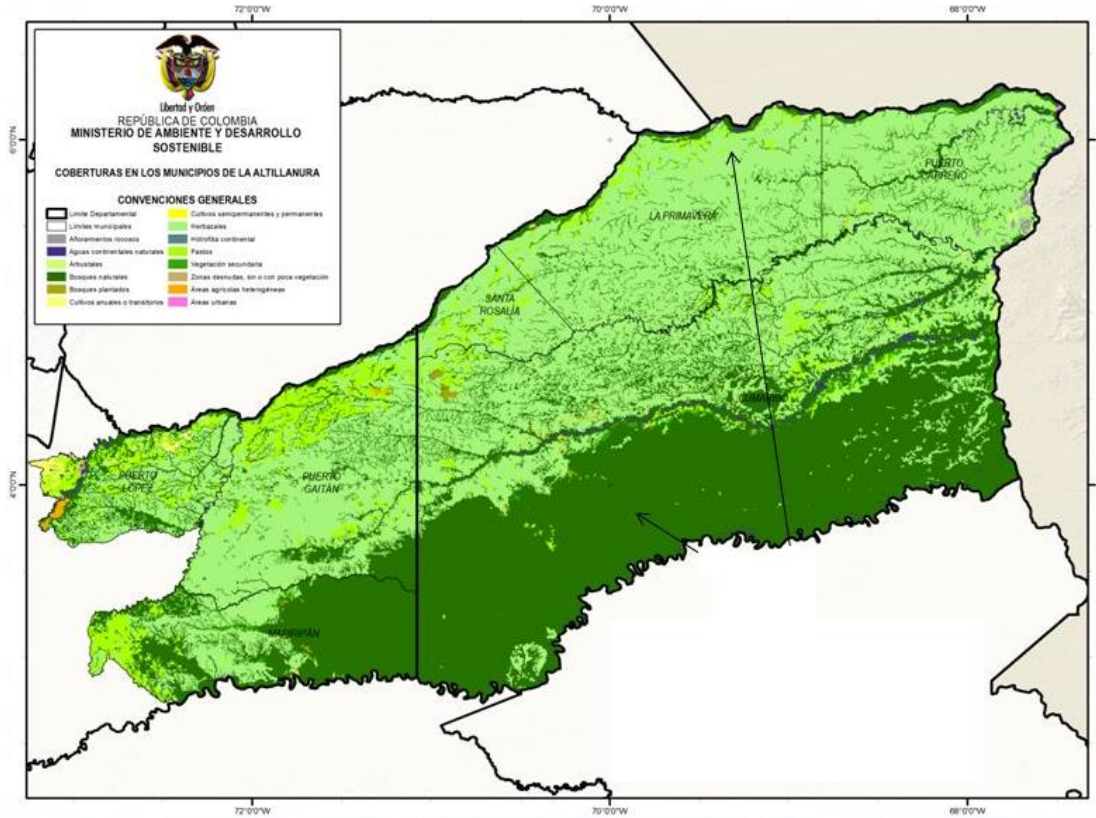 72°0'0"W 70°0'0"W 68°0'0"W
Libertad y Orden
REPÚBLICA DE COLOMBIA
MINISTERIO DE AMBIENTE Y DESARROLLO
SOSTENIBLE
COBERTURAS EN LOS MUNICIPIOS DE LA ALTILLANURA
CONVENCIONES GENERALES
Limite Departamental
Limites municipales
Afloramientos rocosos
Aguas continentales naturales
Arbustales
Bosques naturales
Bosques plantados
Cultivos anuales o transitorios
Cultivos semipermanentes y permanentes
Herbazales
Hidrofitia continental
Pastos
Vegetación secundaria
Zonas desnudas, sin o con poca vegetación
Áreas agrícolas heterogéneas
Áreas urbanas
6°0'0"N
PUERTO
CARREÑO
LA PRIMAVERA
SANTA
ROSALÍA
CUMARIBO
PUERTO
LÓPEZ
PUERTO
GAITÁN
4°0'0"N
MAPIRIPÁN
72°0'0"W 70°0'0"W 68°0'0"W